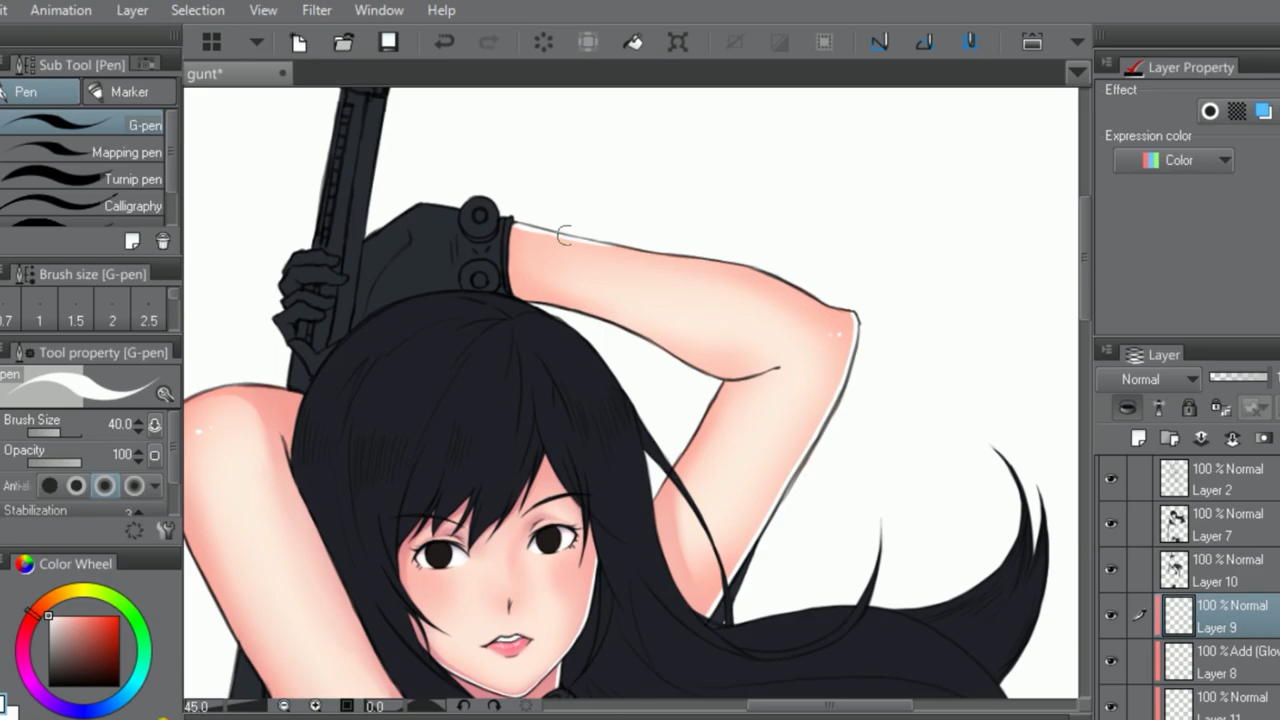 it Animation Layer Selection View Filter Window Help
Sub Tool [Pen]
Pen Marker
G-pen
Mapping pen
Turnip pen
Calligraphy
Brush size [G-pen]
0.7 1 1.5 2 2.5
Tool property [G-pen]
pen
Brush Size 40.0
Opacity 100
Anti-al
Stabilization
Color Wheel
gunt*
45.0 0.0
Layer Property
Effect
Expression color
Color
Layer
Normal
100 % Normal
Layer 2
100 % Normal
Layer 7
100 % Normal
Layer 10
100 % Normal
Layer 9
100 % Add (Glow
Layer 8
100 % Normal
Layer 11